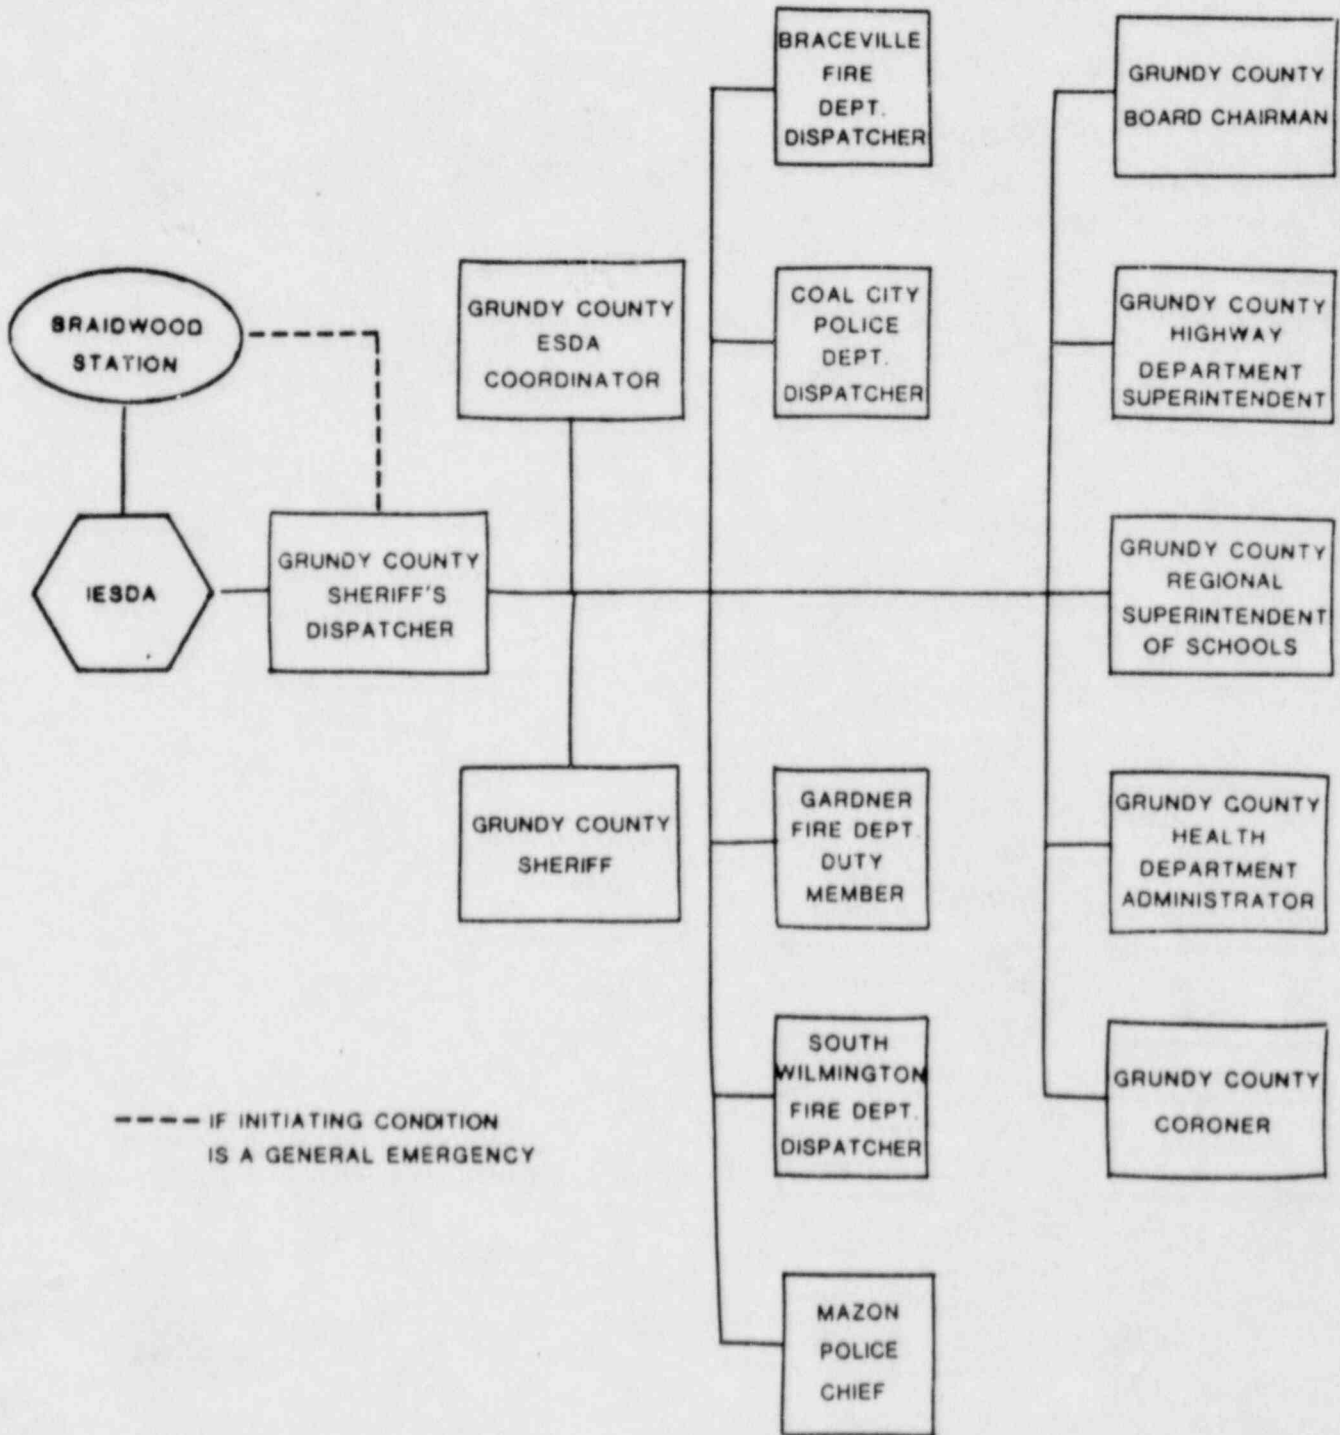 BRAIDWOOD
STATION
IESDA
GRUNDY COUNTY
SHERIFF'S
DISPATCHER
GRUNDY COUNTY
ESDA
COORDINATOR
GRUNDY COUNTY
SHERIFF
BRACEVILLE
FIRE
DEPT.
DISPATCHER
COAL CITY
POLICE
DEPT.
DISPATCHER
GARDNER
FIRE DEPT.
DUTY
MEMBER
SOUTH
WILMINGTON
FIRE DEPT.
DISPATCHER
MAZON
POLICE
CHIEF
GRUNDY COUNTY
BOARD CHAIRMAN
GRUNDY COUNTY
HIGHWAY
DEPARTMENT
SUPERINTENDENT
GRUNDY COUNTY
REGIONAL
SUPERINTENDENT
OF SCHOOLS
GRUNDY COUNTY
HEALTH
DEPARTMENT
ADMINISTRATOR
GRUNDY COUNTY
CORONER
---- IF INITIATING CONDITION
IS A GENERAL EMERGENCY